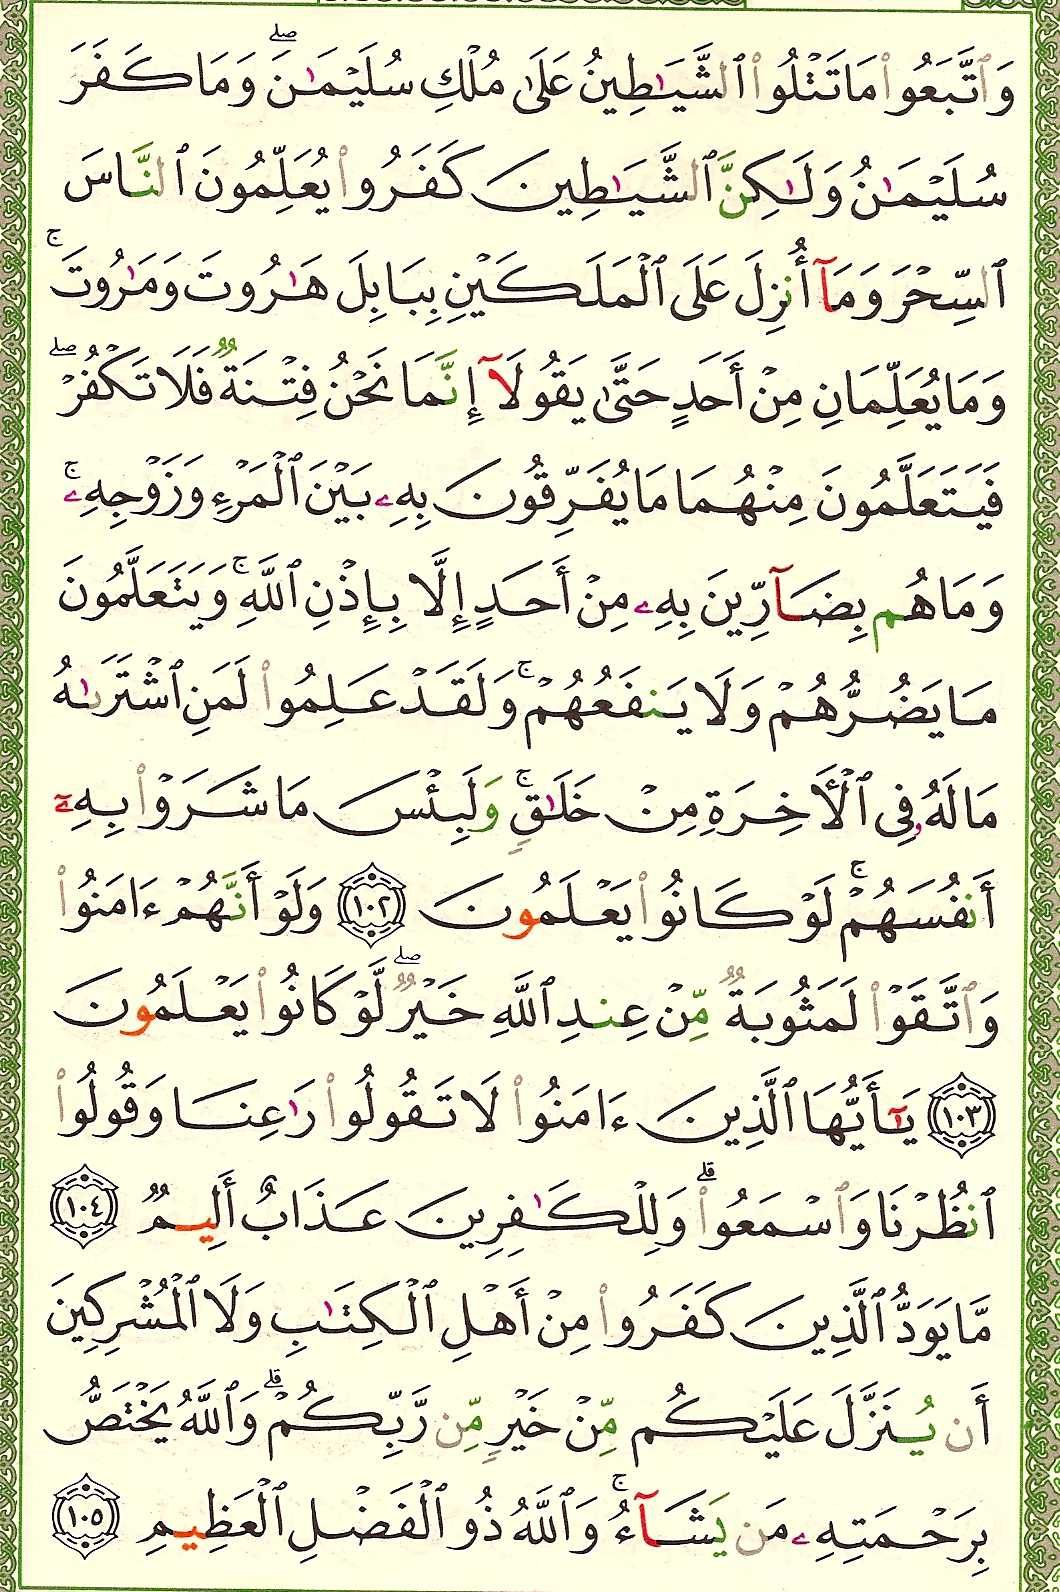 وَٱتَّبَعُوا۟ مَا تَتْلُوا۟ ٱلشَّيَـٰطِينُ عَلَىٰ مُلْكِ سُلَيْمَـٰنَ ۖ وَمَا كَفَرَ
سُلَيْمَـٰنُ وَلَـٰكِنَّ ٱلشَّيَـٰطِينَ كَفَرُوا۟ يُعَلِّمُونَ ٱلنَّاسَ
ٱلسِّحْرَ وَمَآ أُنزِلَ عَلَى ٱلْمَلَكَيْنِ بِبَابِلَ هَـٰرُوتَ وَمَـٰرُوتَ ۚ
وَمَا يُعَلِّمَانِ مِنْ أَحَدٍ حَتَّىٰ يَقُولَآ إِنَّمَا نَحْنُ فِتْنَةٌ فَلَا تَكْفُرْ ۖ
فَيَتَعَلَّمُونَ مِنْهُمَا مَا يُفَرِّقُونَ بِهِۦ بَيْنَ ٱلْمَرْءِ وَزَوْجِهِۦ ۚ
وَمَا هُم بِضَآرِّينَ بِهِۦ مِنْ أَحَدٍ إِلَّا بِإِذْنِ ٱللَّهِ ۚ وَيَتَعَلَّمُونَ
مَا يَضُرُّهُمْ وَلَا يَنفَعُهُمْ ۚ وَلَقَدْ عَلِمُوا۟ لَمَنِ ٱشْتَرَىٰهُ
مَا لَهُۥ فِى ٱلْـَٔاخِرَةِ مِنْ خَلَـٰقٍ ۚ وَلَبِئْسَ مَا شَرَوْا۟ بِهِۦٓ
أَنفُسَهُمْ ۚ لَوْ كَانُوا۟ يَعْلَمُونَ ١٠٢ وَلَوْ أَنَّهُمْ ءَامَنُوا۟
وَٱتَّقَوْا۟ لَمَثُوبَةٌ مِّنْ عِندِ ٱللَّهِ خَيْرٌ ۖ لَّوْ كَانُوا۟ يَعْلَمُونَ
١٠٣ يَـٰٓأَيُّهَا ٱلَّذِينَ ءَامَنُوا۟ لَا تَقُولُوا۟ رَٰعِنَا وَقُولُوا۟
ٱنظُرْنَا وَٱسْمَعُوا۟ ۗ وَلِلْكَـٰفِرِينَ عَذَابٌ أَلِيمٌ ١٠٤
مَّا يَوَدُّ ٱلَّذِينَ كَفَرُوا۟ مِنْ أَهْلِ ٱلْكِتَـٰبِ وَلَا ٱلْمُشْرِكِينَ
أَن يُنَزَّلَ عَلَيْكُم مِّنْ خَيْرٍ مِّن رَّبِّكُمْ ۗ وَٱللَّهُ يَخْتَصُّ
بِرَحْمَتِهِۦ مَن يَشَآءُ ۚ وَٱللَّهُ ذُو ٱلْفَضْلِ ٱلْعَظِيمِ ١٠٥